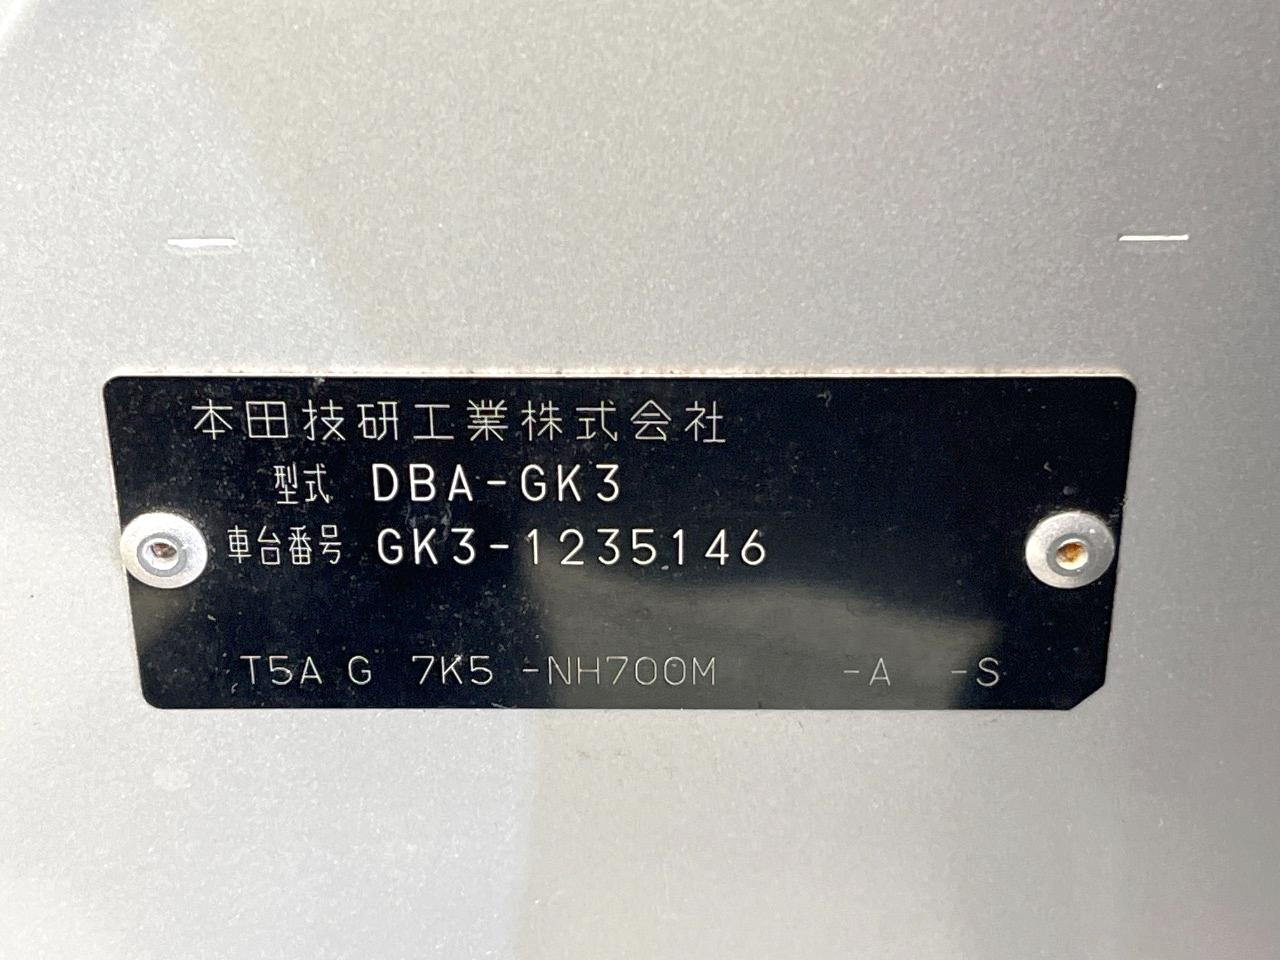 本田技研工業株式会社
型式 DBA-GK3
車台番号 GK3-1235146
T5A G 7K5 -NH700M -A -S